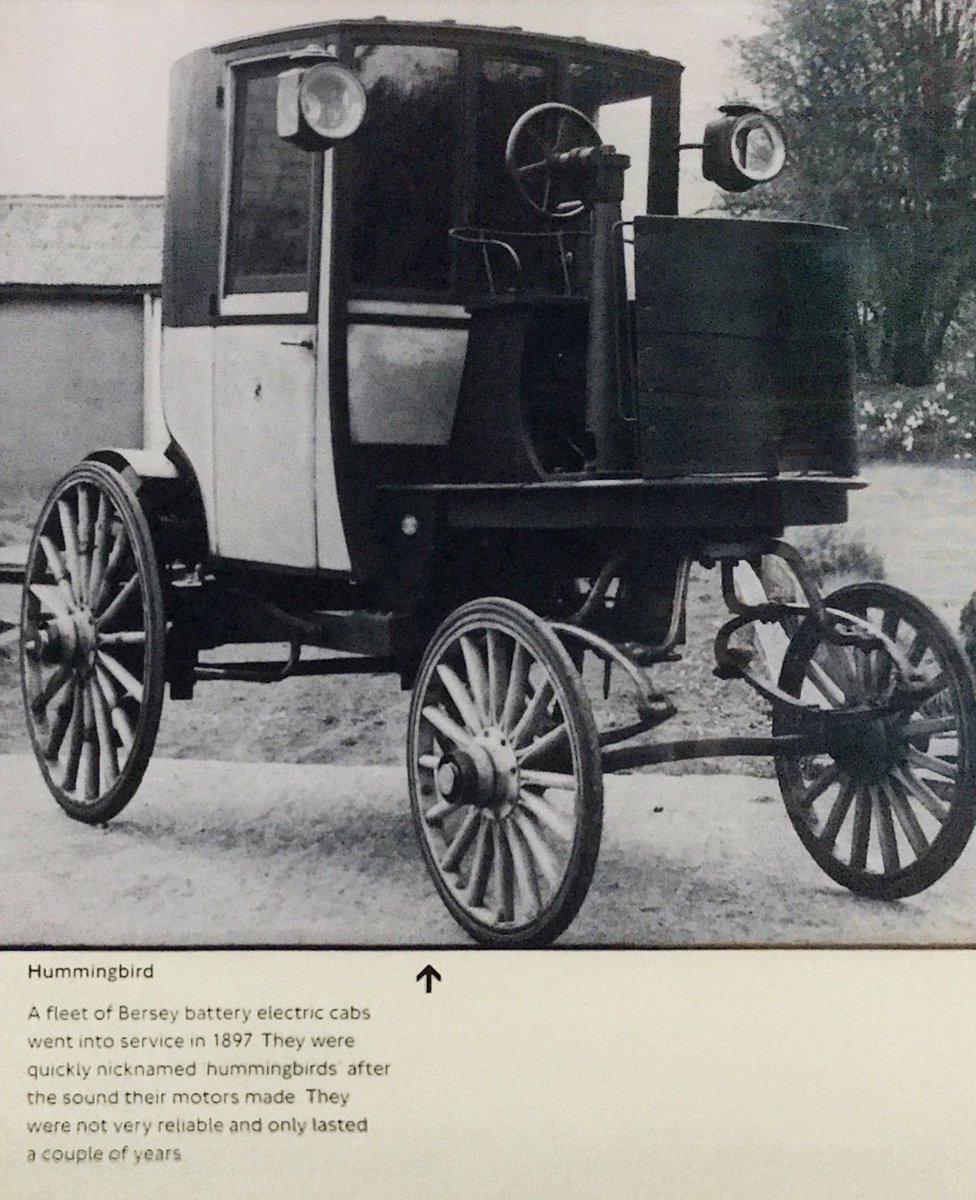 Hummingbird
A fleet of Bersey battery electric cabs
went into service in 1897. They were
quickly nicknamed 'hummingbirds' after
the sound their motors made. They
were not very reliable and only lasted
a couple of years.